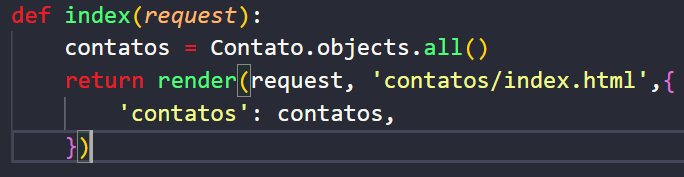 def index(request):
    contatos = Contato.objects.all()
    return render(request, 'contatos/index.html',{
        'contatos': contatos,
    })